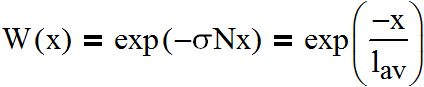 W(x) = exp(−σNx) = exp(−x/l_av)